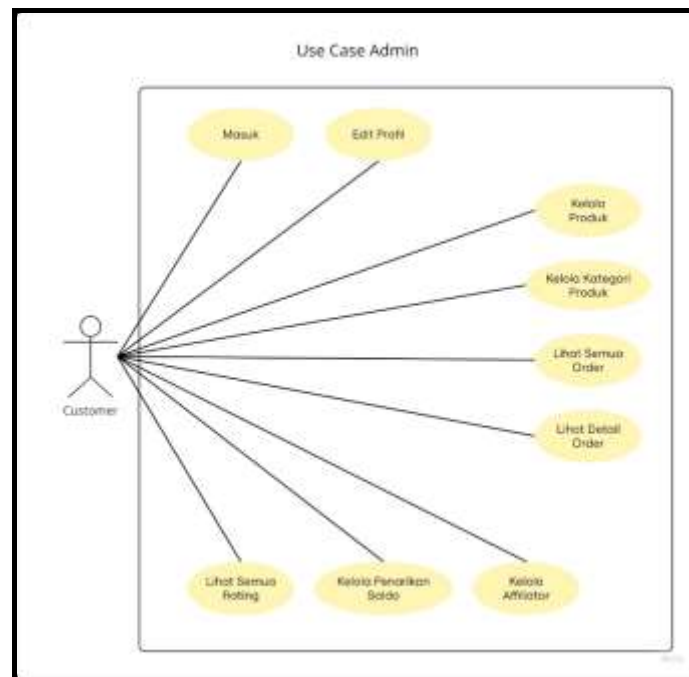 Use Case Admin
Masuk
Edit Profil
Kelola
Produk
Kelola Kategori
Produk
Lihat Semua
Order
Customer
Lihat Detail
Order
Lihat Semua
Rating
Kelola Penarikan
Saldo
Kelola
Affiliator